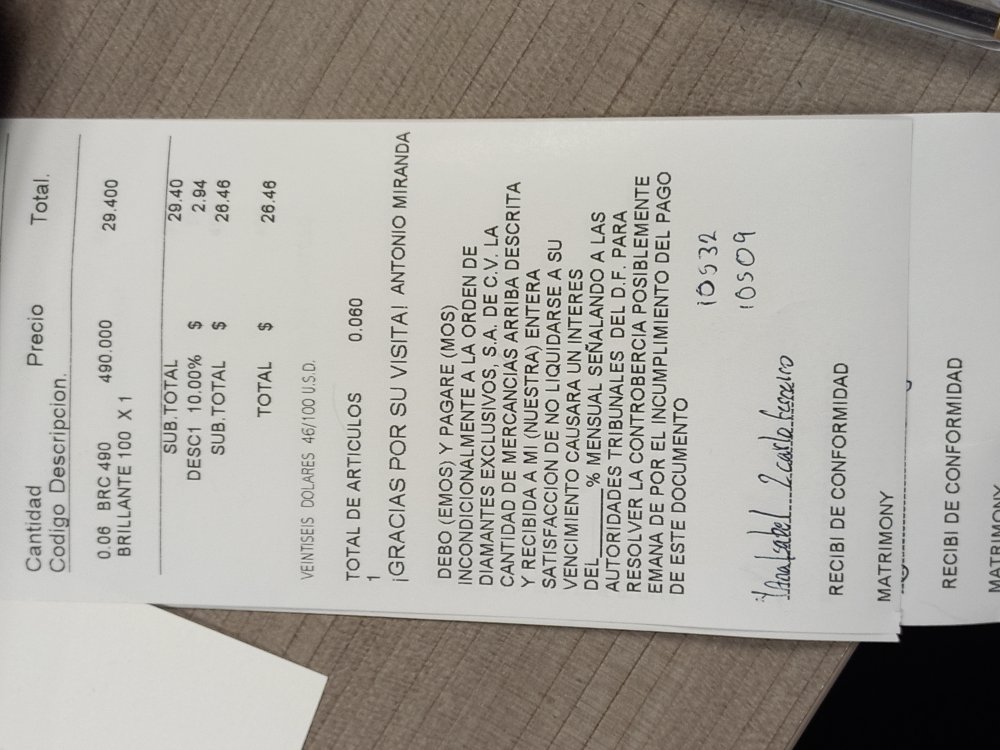 Cantidad Precio Total.
Codigo Descripcion.
0.06 BRC 490 490.000 29.400
BRILLANTE 100 X 1
SUB.TOTAL 29.40
DESC1 10.00% $ 2.94
SUB.TOTAL $ 26.46
TOTAL $ 26.46
VEINTISEIS DOLARES 46/100 U.S.D.
TOTAL DE ARTICULOS 0.060
1
¡GRACIAS POR SU VISITA! ANTONIO MIRANDA
DEBO (EMOS) Y PAGARE (MOS)
INCONDICIONALMENTE A LA ORDEN DE
DIAMANTES EXCLUSIVOS, S.A. DE C.V. LA
CANTIDAD DE MERCANCIAS ARRIBA DESCRITA
Y RECIBIDA A MI (NUESTRA) ENTERA
SATISFACCION DE NO LIQUIDARSE A SU
VENCIMIENTO CAUSARA UN INTERES
DEL______% MENSUAL SEÑALANDO A LAS
AUTORIDADES TRIBUNALES DEL D.F. PARA
RESOLVER LA CONTROBERCIA POSIBLEMENTE
EMANA DE POR EL INCUMPLIMIENTO DEL PAGO
DE ESTE DOCUMENTO
10532
10509
RECIBI DE CONFORMIDAD
MATRIMONY
RECIBI DE CONFORMIDAD
MATRIMONY